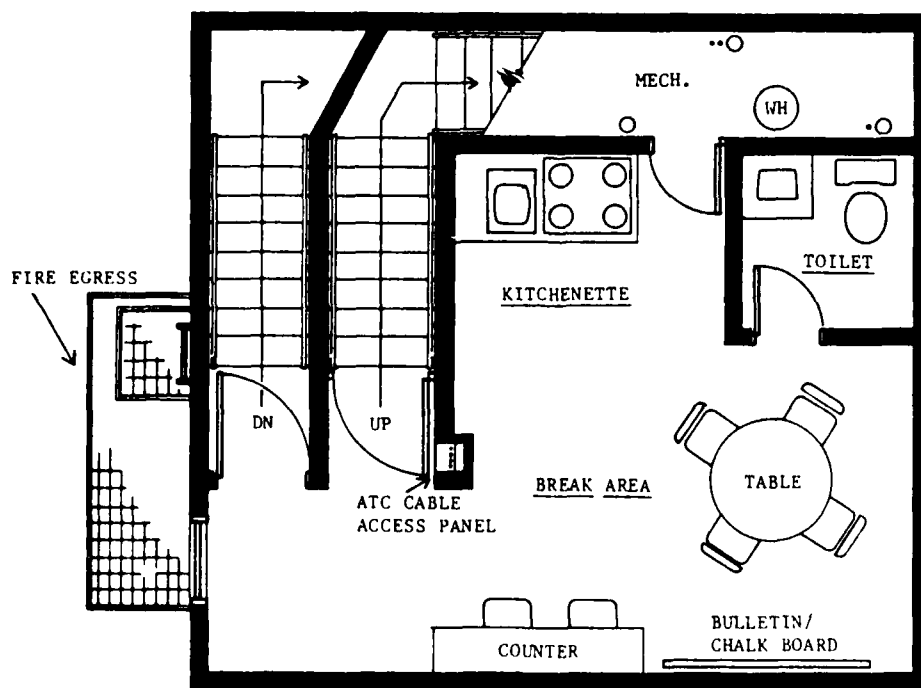 MECH.
WH
FIRE EGRESS
TOILET
KITCHENETTE
DN
UP
TABLE
BREAK AREA
ATC CABLE
ACCESS PANEL
BULLETIN/
CHALK BOARD
COUNTER